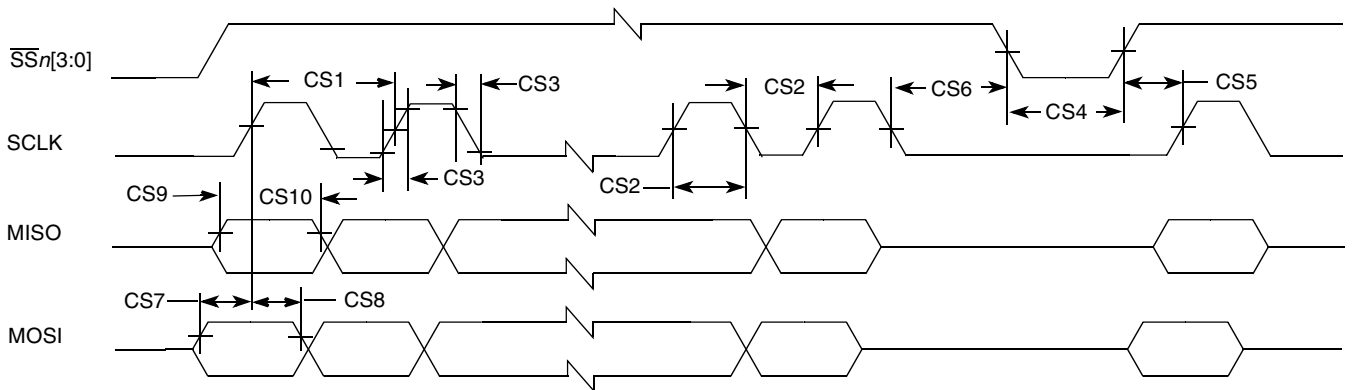 SSn[3:0]
CS1
CS3
CS2
CS6
CS4
CS5
SCLK
CS3
CS2
CS9
CS10
MISO
CS7
CS8
MOSI